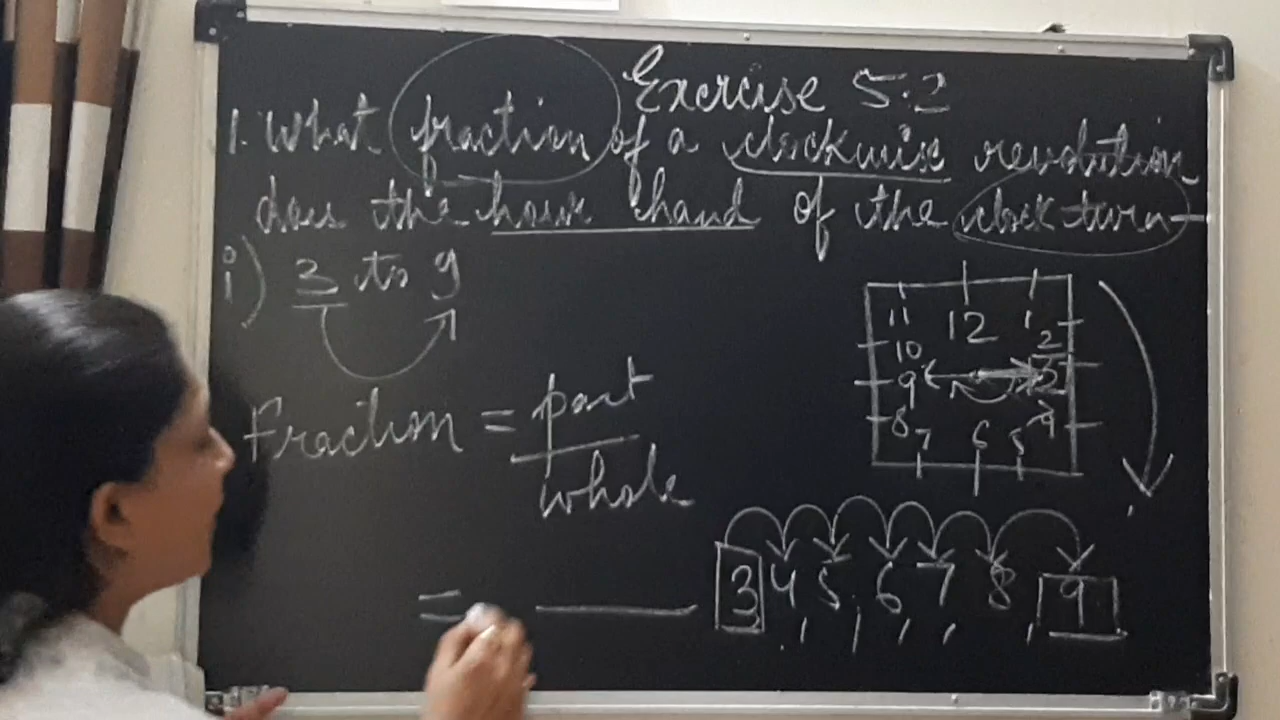 Exercise 5.2
1. What fraction of a clockwise revolution
does the hour hand of the clock turn
i) 3 to 9
11 12 1
10 2
9 3
8 7 6 5 4
Fraction = part
whole
=
3 4 5 6 7 8 9